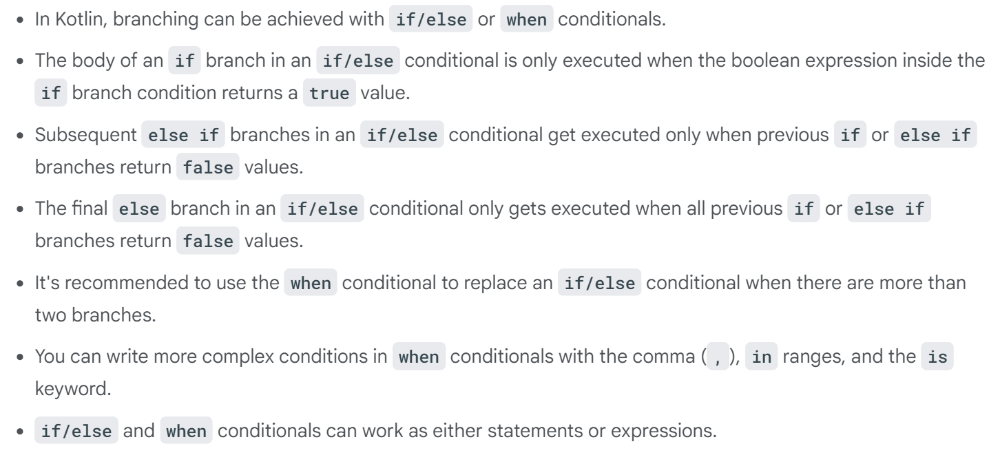 • In Kotlin, branching can be achieved with if/else or when conditionals.
• The body of an if branch in an if/else conditional is only executed when the boolean expression inside the
if branch condition returns a true value.
• Subsequent else if branches in an if/else conditional get executed only when previous if or else if
branches return false values.
• The final else branch in an if/else conditional only gets executed when all previous if or else if
branches return false values.
• It's recommended to use the when conditional to replace an if/else conditional when there are more than
two branches.
• You can write more complex conditions in when conditionals with the comma ( , ), in ranges, and the is
keyword.
• if/else and when conditionals can work as either statements or expressions.